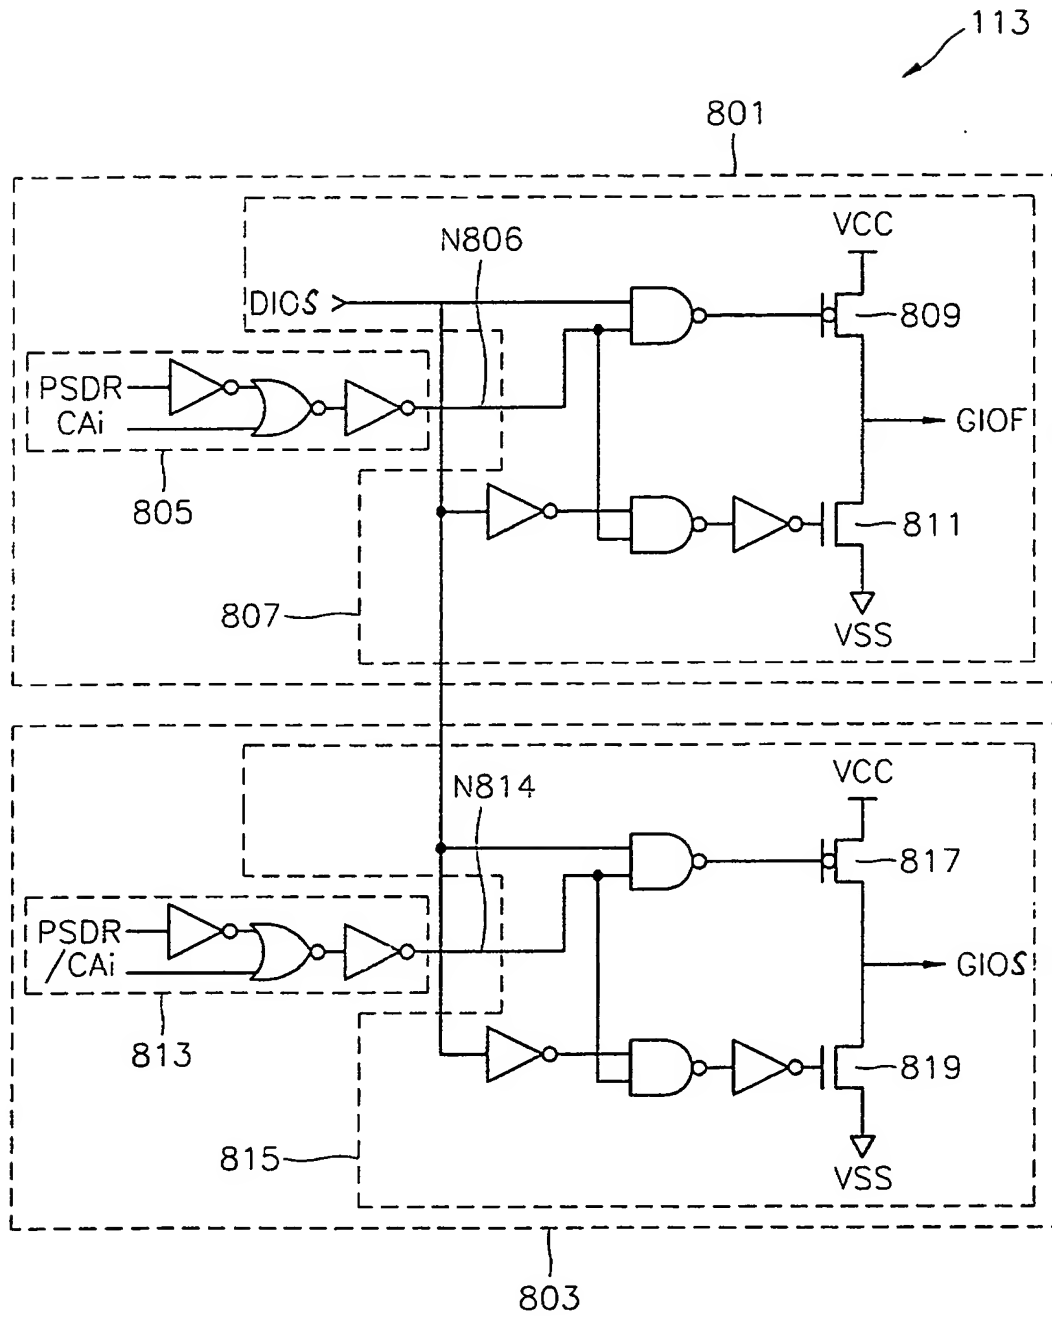 113
801
VCC
N806
DIOS
809
PSDR
CAi
GIOF
805
811
807
VSS
VCC
N814
817
PSDR
/CAi
GIOS
813
819
815
VSS
803